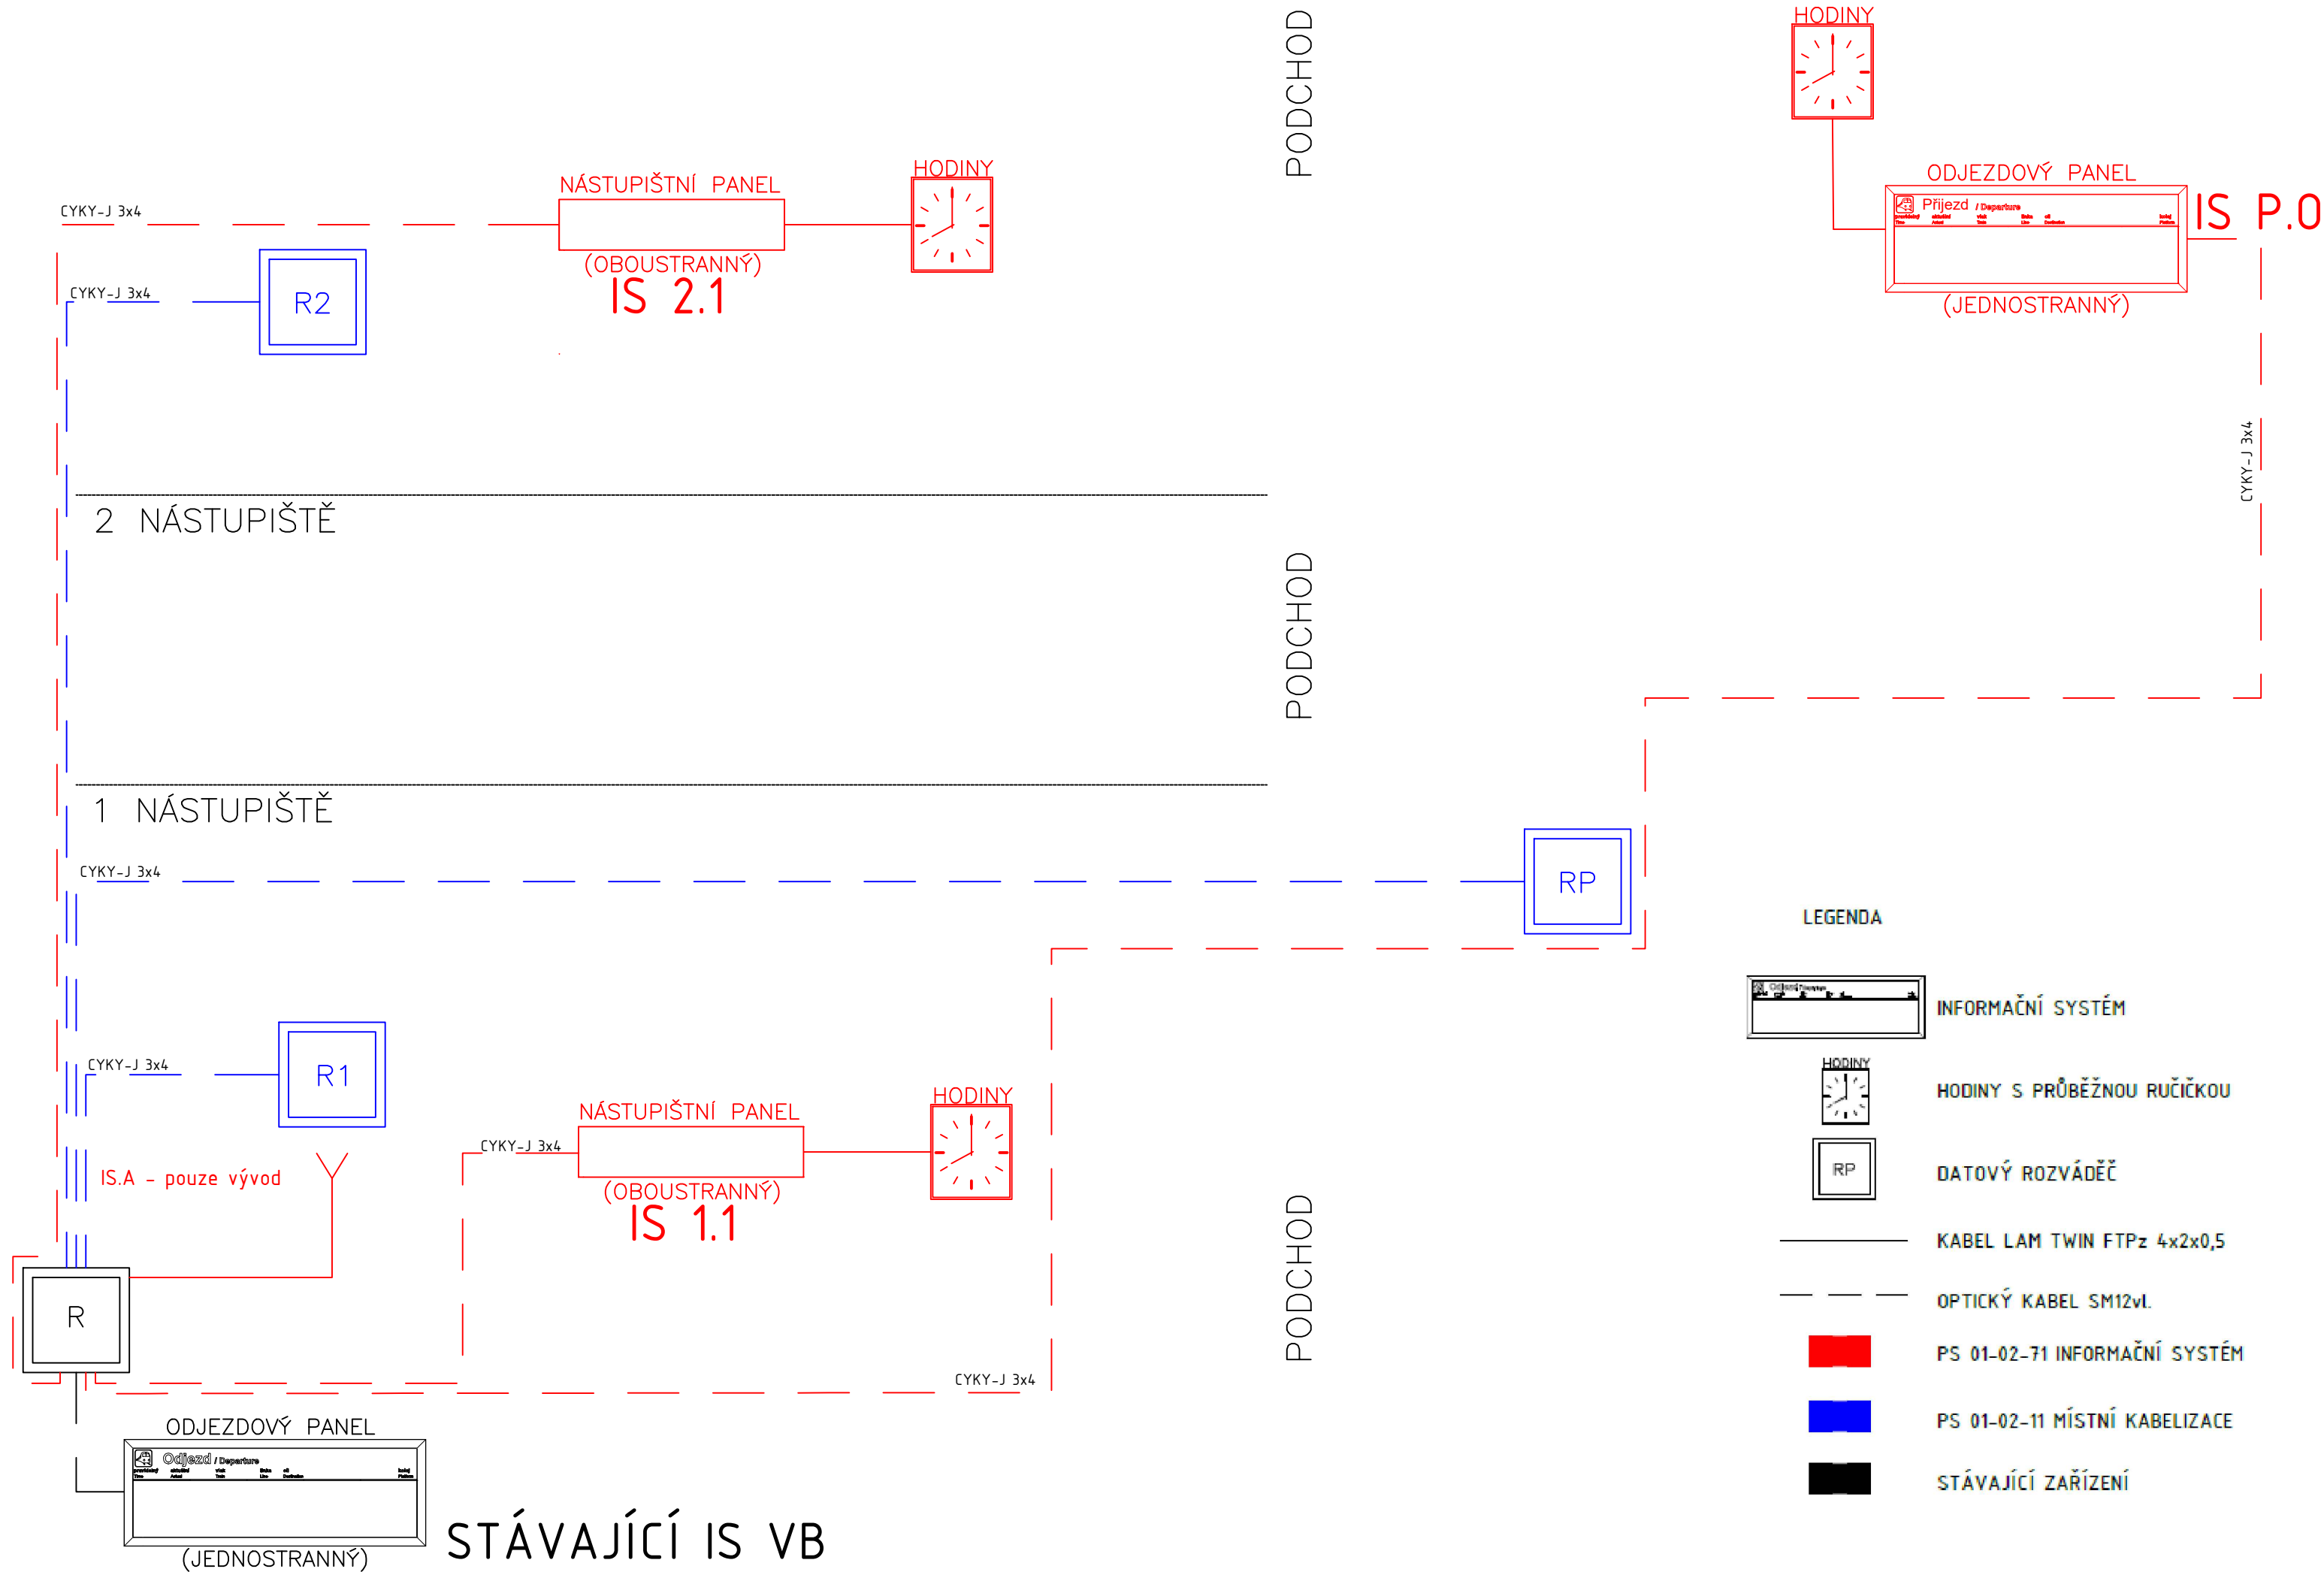 PODCHOD
HODINY
HODINY
NÁSTUPIŠTNÍ PANEL
ODJEZDOVÝ PANEL
CYKY-J 3x4
Přijezd / Departure
IS P.0
(OBOUSTRANNÝ)
IS 2.1
CYKY-J 3x4
R2
(JEDNOSTRANNÝ)
CYKY-J 3x4
2 NÁSTUPIŠTĚ
PODCHOD
1 NÁSTUPIŠTĚ
CYKY-J 3x4
RP
CYKY-J 3x4
R1
HODINY
NÁSTUPIŠTNÍ PANEL
CYKY-J 3x4
IS.A - pouze vývod
(OBOUSTRANNÝ)
IS 1.1
PODCHOD
R
CYKY-J 3x4
ODJEZDOVÝ PANEL
Odjezd / Departure
STÁVAJÍCÍ IS VB
(JEDNOSTRANNÝ)
LEGENDA
INFORMAČNÍ SYSTÉM
HODINY
HODINY S PRŮBĚŽNOU RUČIČKOU
RP
DATOVÝ ROZVÁDĚČ
KABEL LAM TWIN FTPz 4x2x0,5
OPTICKÝ KABEL SM12vl.
PS 01-02-71 INFORMAČNÍ SYSTÉM
PS 01-02-11 MÍSTNÍ KABELIZACE
STÁVAJÍCÍ ZAŘÍZENÍ